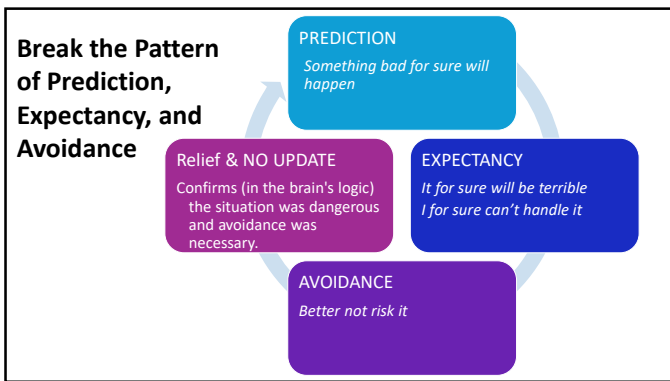 Break the Pattern
of Prediction,
Expectancy, and
Avoidance
PREDICTION
Something bad for sure will
happen
EXPECTANCY
It for sure will be terrible
I for sure can’t handle it
AVOIDANCE
Better not risk it
Relief & NO UPDATE
Confirms (in the brain's logic)
the situation was dangerous
and avoidance was
necessary.